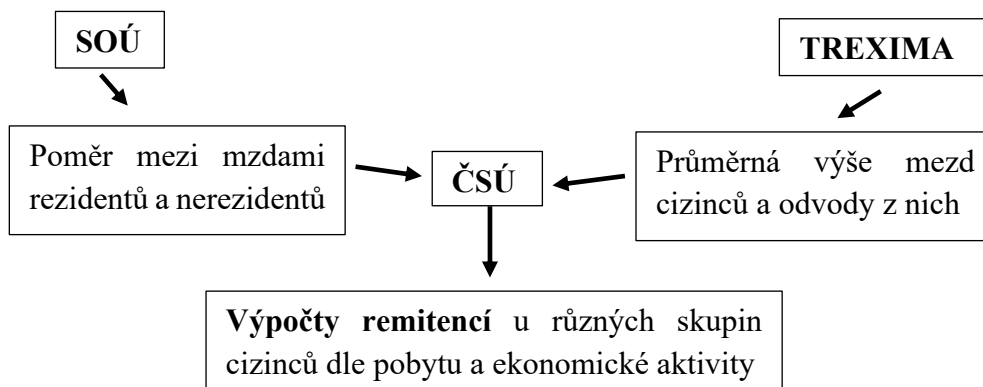 SOÚ
TREXIMA
Poměr mezi mzdami
rezidentů a nerezidentů
ČSÚ
Průměrná výše mezd
cizinců a odvody z nich
Výpočty remitencí u různých skupin
cizinců dle pobytu a ekonomické aktivity